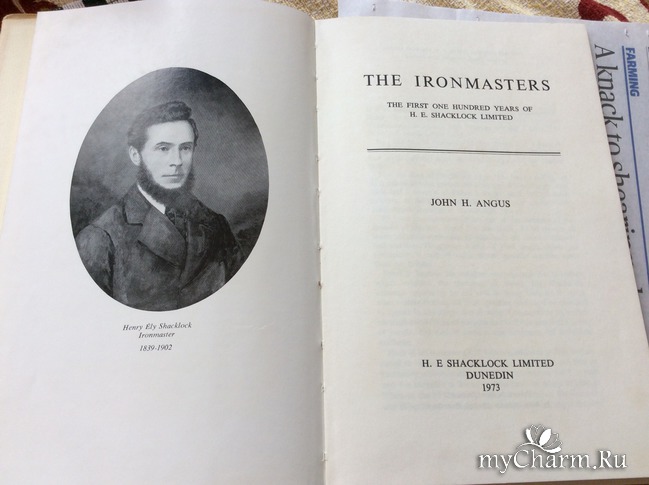 Henry Ely Shacklock
Ironmaster
1839-1902
THE IRONMASTERS
THE FIRST ONE HUNDRED YEARS OF
H. E. SHACKLOCK LIMITED
JOHN H. ANGUS
H. E SHACKLOCK LIMITED
DUNEDIN
1973
FARMING
A knack to
myCharm.Ru